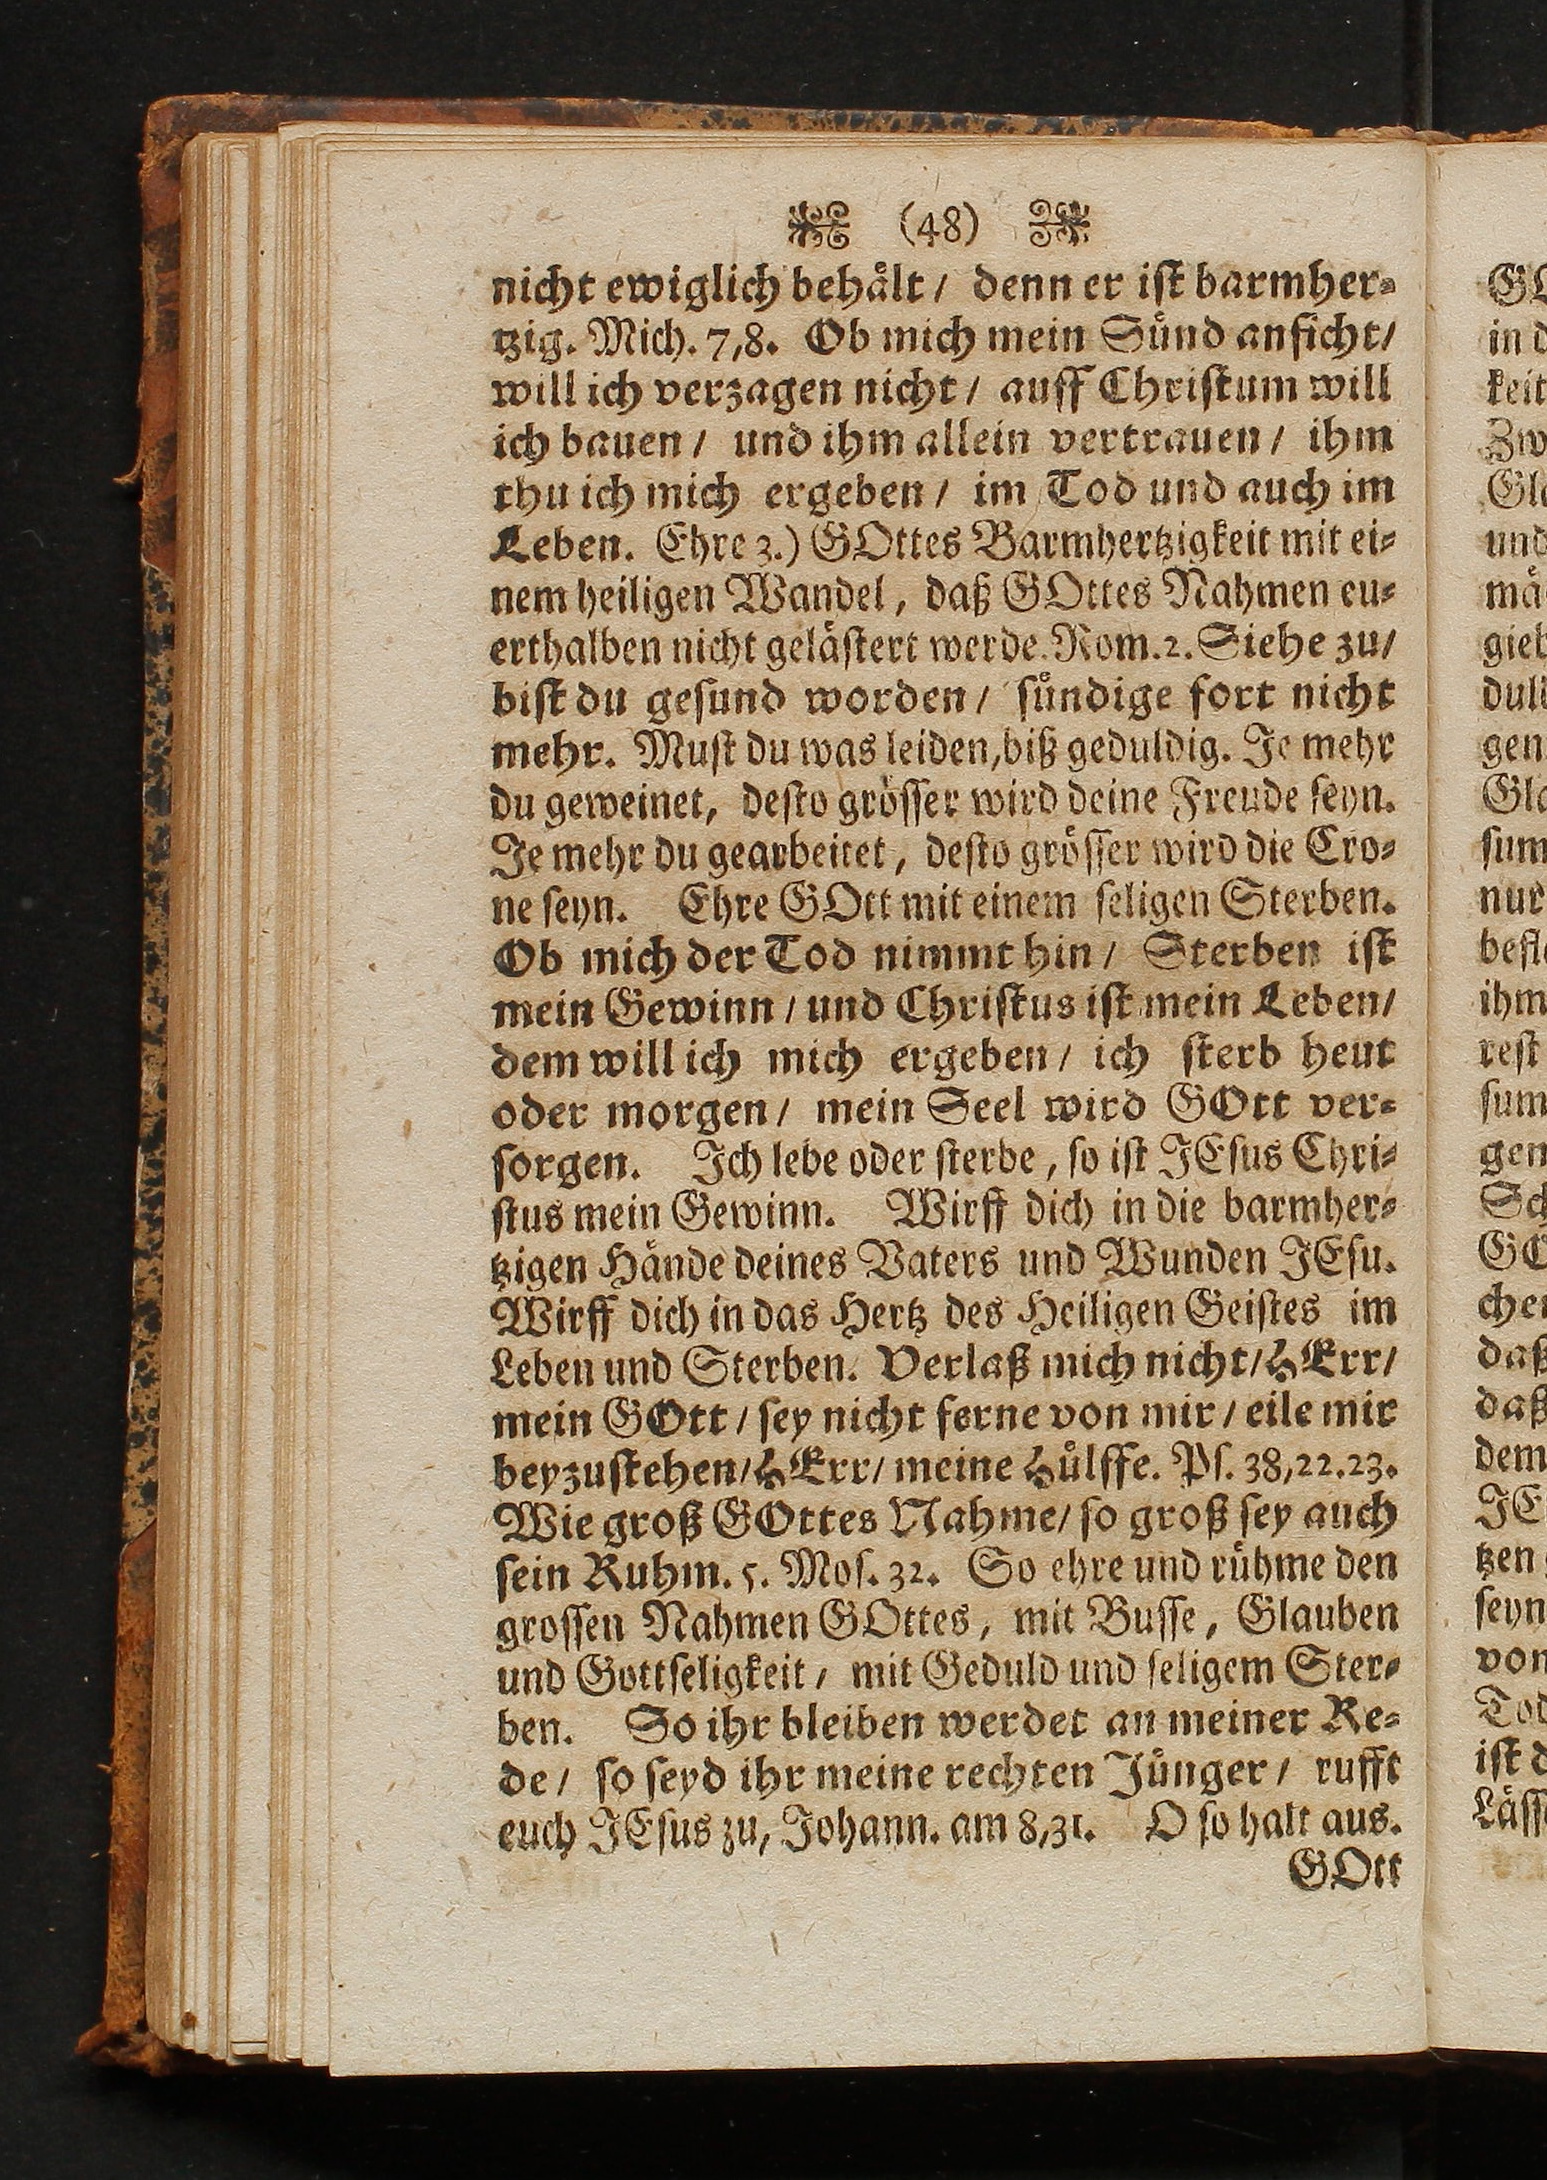 (48)
nicht ewiglich behält / denn er ist barmher-
tzig. Mich. 7,8. Ob mich mein Sünd anficht/
will ich verzagen nicht / auff Christum will
ich bauen / und ihm allein vertrauen / ihm
thu ich mich ergeben / im Tod und auch im
Leben. Ehre 3.) GOttes Barmhertzigkeit mit ei-
nem heiligen Wandel, daß GOttes Nahmen eu-
erthalben nicht gelästert werde. Rom. 2. Siehe zu/
bist du gesund worden / sündige fort nicht
mehr. Must du was leiden, biß geduldig. Je mehr
du geweinet, desto grösser wird deine Freude seyn.
Je mehr du gearbeitet, desto grösser wird die Cro-
ne seyn. Ehre GOtt mit einem seligen Sterben.
Ob mich der Tod nimmt hin / Sterben ist
mein Gewinn / und Christus ist mein Leben/
dem will ich mich ergeben / ich sterb heut
oder morgen / mein Seel wird GOtt ver-
sorgen. Ich lebe oder sterbe, so ist JEsus Chri-
stus mein Gewinn. Wirff dich in die barmher-
tzigen Hände deines Vaters und Wunden JEsu.
Wirff dich in das Hertz des Heiligen Geistes im
Leben und Sterben. Verlaß mich nicht/HErr/
mein GOtt / sey nicht ferne von mir / eile mir
beyzustehen/HErr/ meine Hülffe. Ps. 38,22.23.
Wie groß GOttes Nahme/ so groß sey auch
sein Ruhm. 5. Mos. 32. So ehre und rühme den
grossen Nahmen GOttes, mit Busse, Glauben
und Gottseligkeit / mit Geduld und seligem Ster-
ben. So ihr bleiben werdet an meiner Re-
de / so seyd ihr meine rechten Jünger / rufft
euch JEsus zu, Johann. am 8,31. O so halt aus.
GOtt